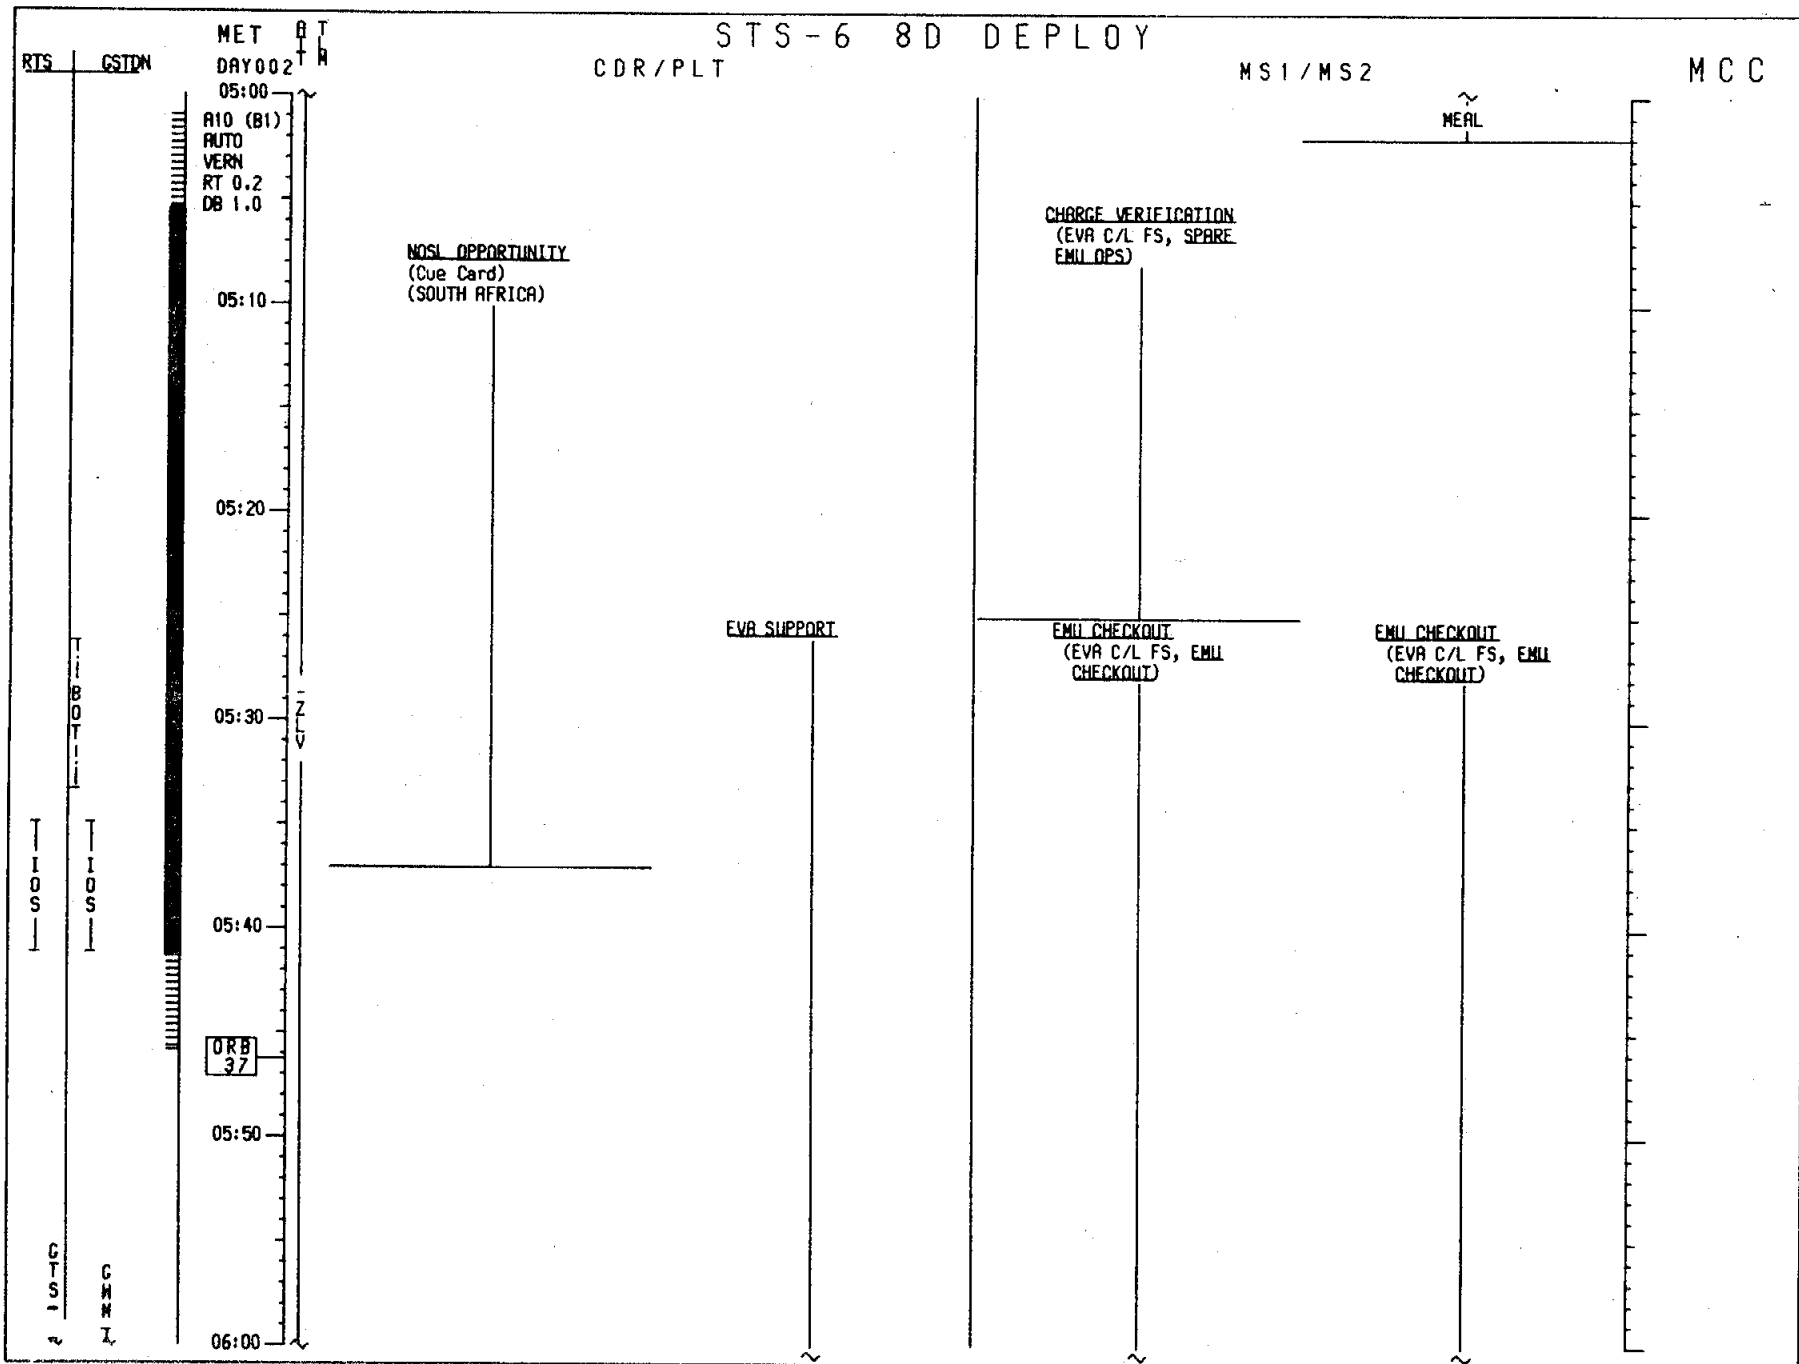 STS-6 8D DEPLOY
RTS GSTDN
MET
DAY002
ATT
TM
CDR/PLT
MS1/MS2
MCC
05:00
A10 (B1)
AUTO
VERN
RT 0.2
DB 1.0
MEAL
CHARGE VERIFICATION
(EVA C/L FS, SPARE
EMU OPS)
NOSL OPPORTUNITY
(Cue Card)
(SOUTH AFRICA)
05:10
05:20
EVA SUPPORT
EMU CHECKOUT
(EVA C/L FS, EMU
CHECKOUT)
EMU CHECKOUT
(EVA C/L FS, EMU
CHECKOUT)
BOT
05:30
-ZLV
IOS
IOS
05:40
ORB
37
05:50
GTS
GWM
06:00